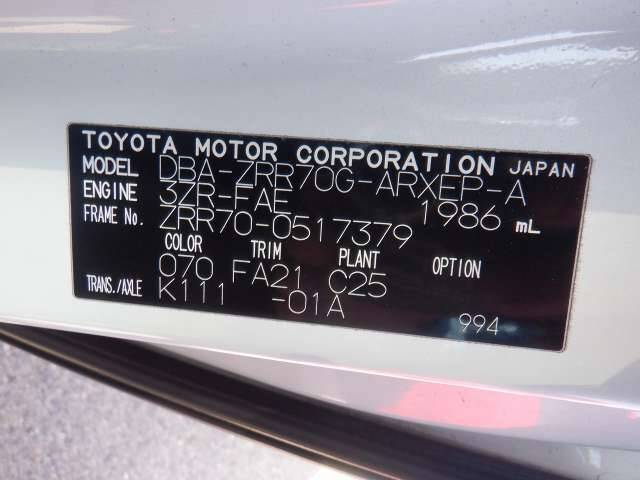 TOYOTA MOTOR CORPORATION JAPAN
MODEL DBA-ZRR70G-ARXEP-A
ENGINE 3ZR-FAE 1986 mL
FRAME No. ZRR70-0517379
COLOR TRIM PLANT OPTION
070 FA21 C25
TRANS./AXLE K111 -01A
994